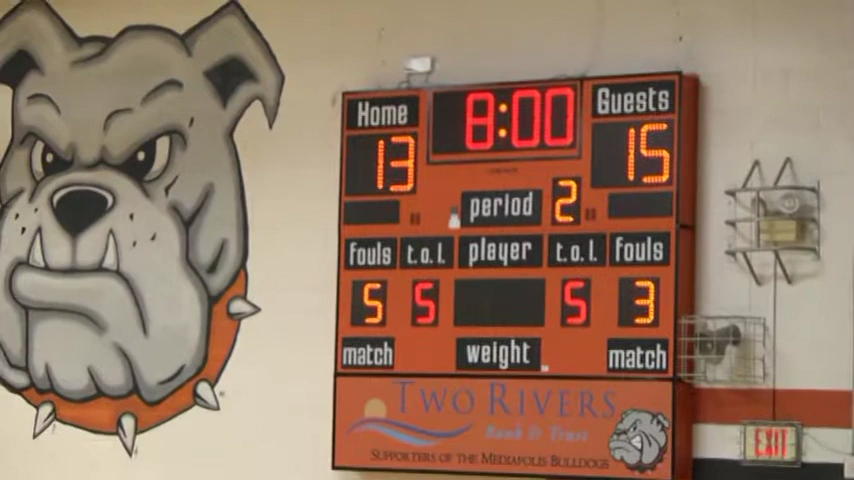 Home 8:00 Guests
13 15
period 2
fouls t.o.l. player t.o.l. fouls
5 5 5 3
match weight match
TWO RIVERS
Bank & Trust
SUPPORTERS OF THE MEDIAPOLIS BULLDOGS
EXIT